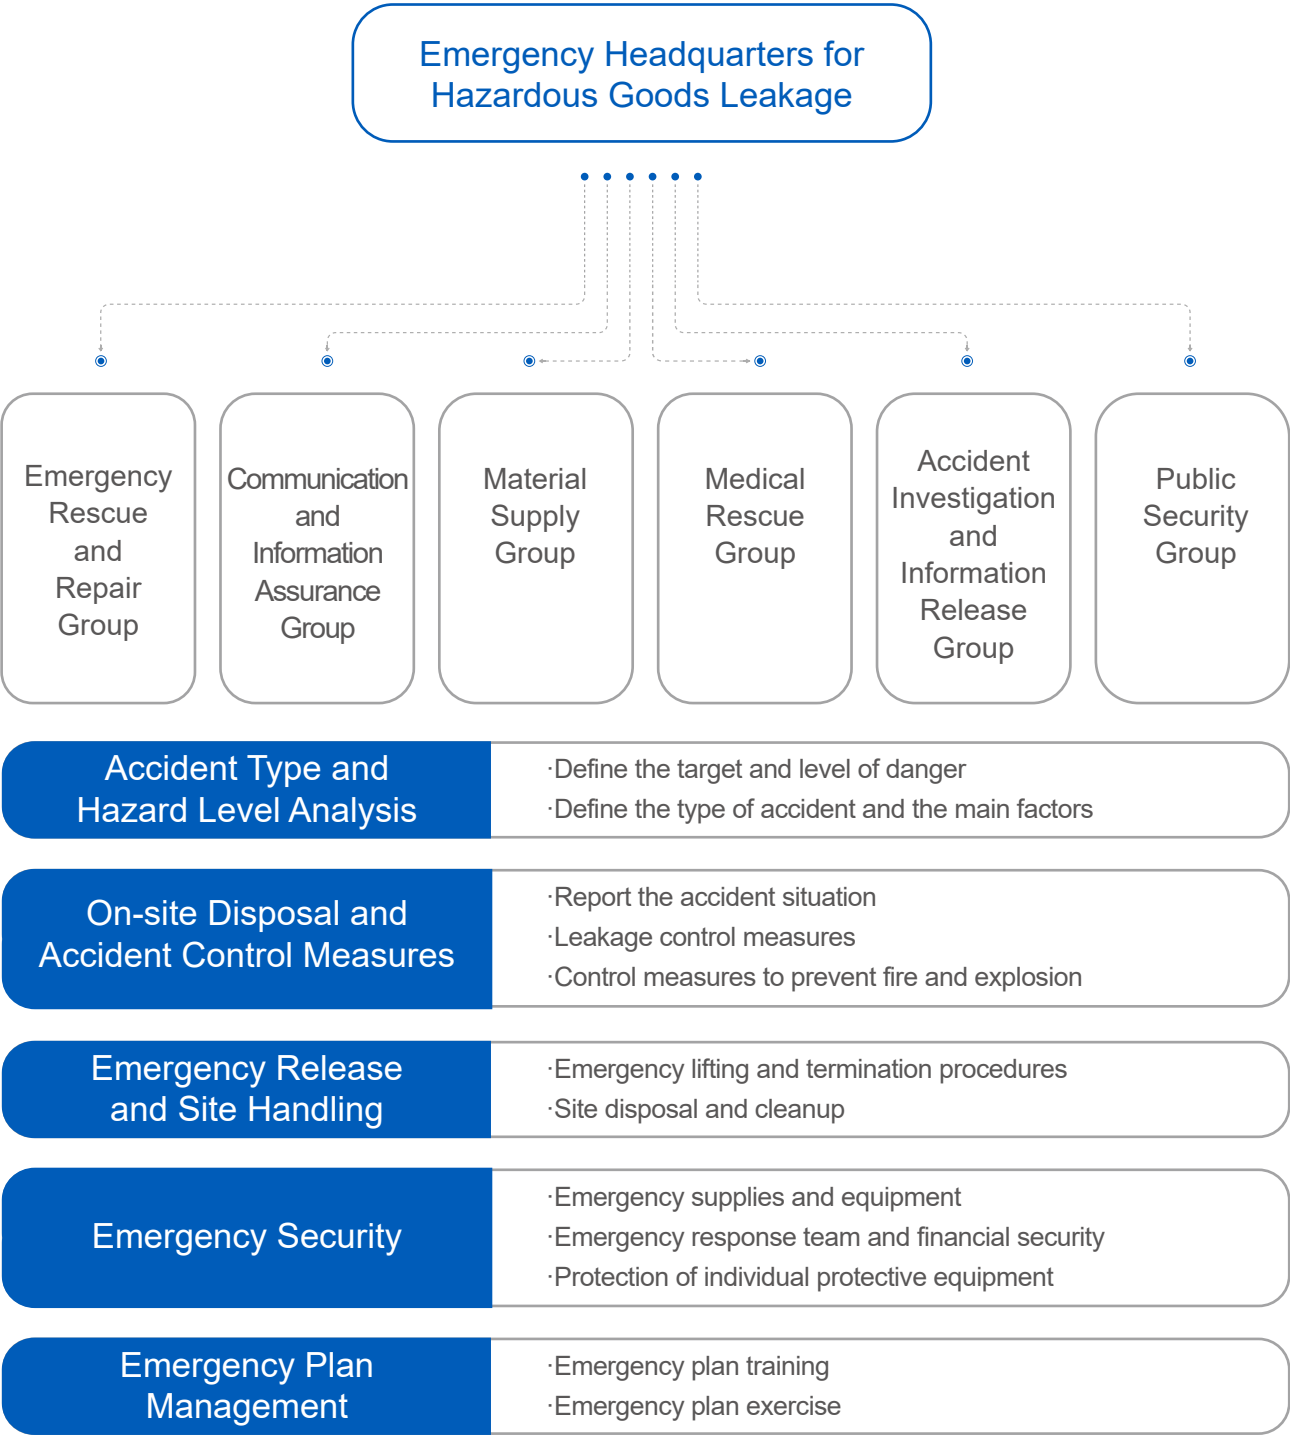 Emergency Headquarters for
Hazardous Goods Leakage
Emergency
Rescue
and
Repair
Group
Communication
and
Information
Assurance
Group
Material
Supply
Group
Medical
Rescue
Group
Accident
Investigation
and
Information
Release
Group
Public
Security
Group
Accident Type and
Hazard Level Analysis
·Define the target and level of danger
·Define the type of accident and the main factors
On-site Disposal and
Accident Control Measures
·Report the accident situation
·Leakage control measures
·Control measures to prevent fire and explosion
Emergency Release
and Site Handling
·Emergency lifting and termination procedures
·Site disposal and cleanup
Emergency Security
·Emergency supplies and equipment
·Emergency response team and financial security
·Protection of individual protective equipment
Emergency Plan
Management
·Emergency plan training
·Emergency plan exercise